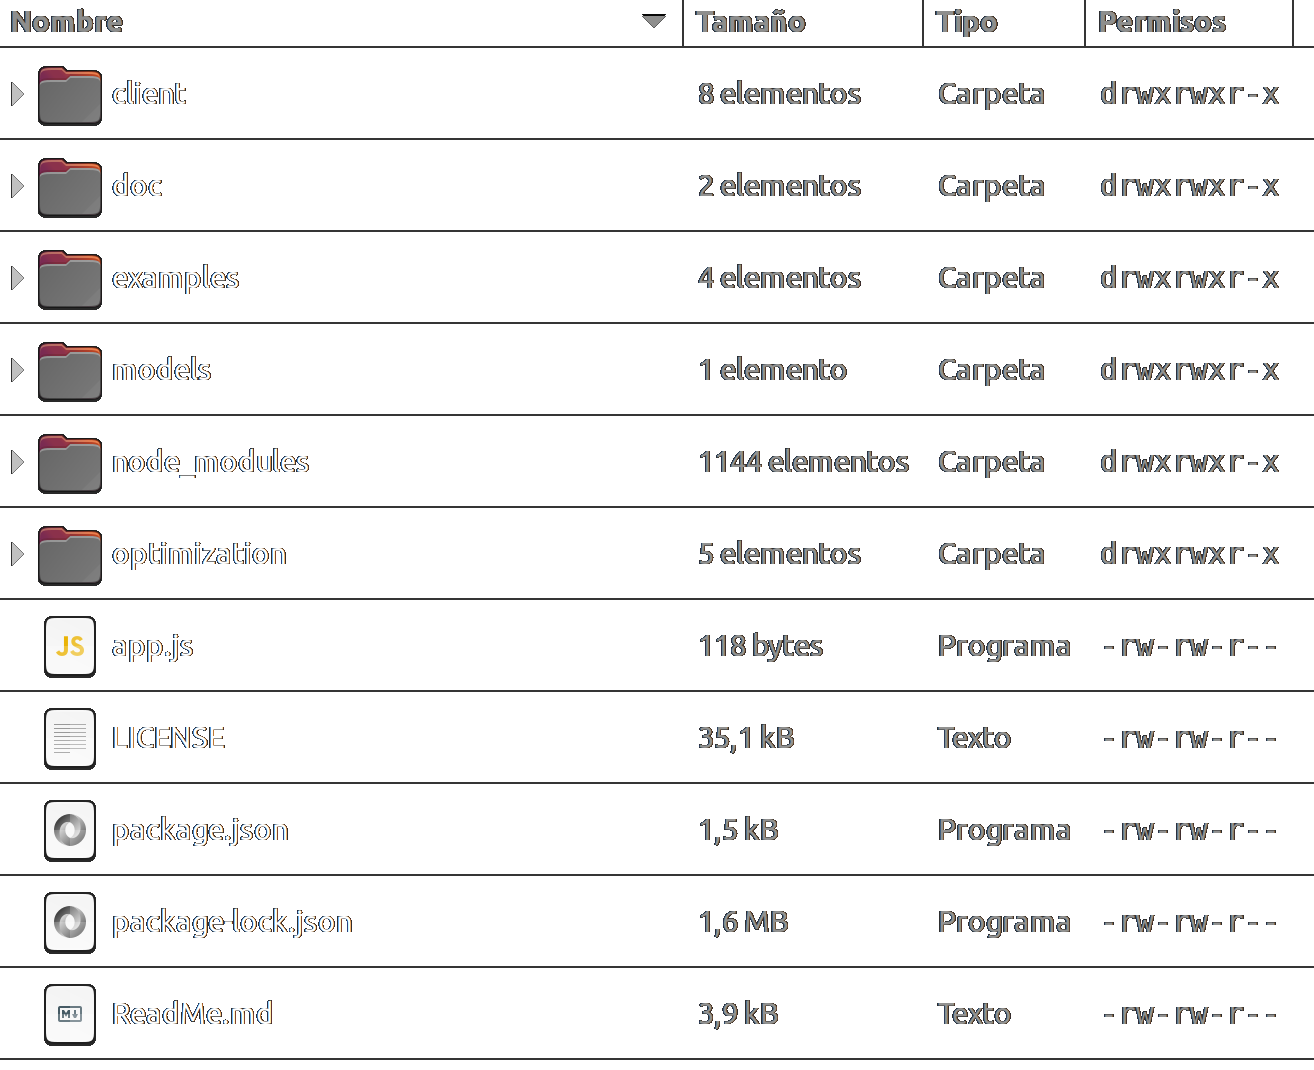 Nombre Tamaño Tipo Permisos
client 8 elementos Carpeta drwxrwxr-x
doc 2 elementos Carpeta drwxrwxr-x
examples 4 elementos Carpeta drwxrwxr-x
models 1 elemento Carpeta drwxrwxr-x
node_modules 1144 elementos Carpeta drwxrwxr-x
optimization 5 elementos Carpeta drwxrwxr-x
JS app.js 118 bytes Programa -rw-rw-r--
LICENSE 35,1 kB Texto -rw-rw-r--
package.json 1,5 kB Programa -rw-rw-r--
package-lock.json 1,6 MB Programa -rw-rw-r--
M ReadMe.md 3,9 kB Texto -rw-rw-r--